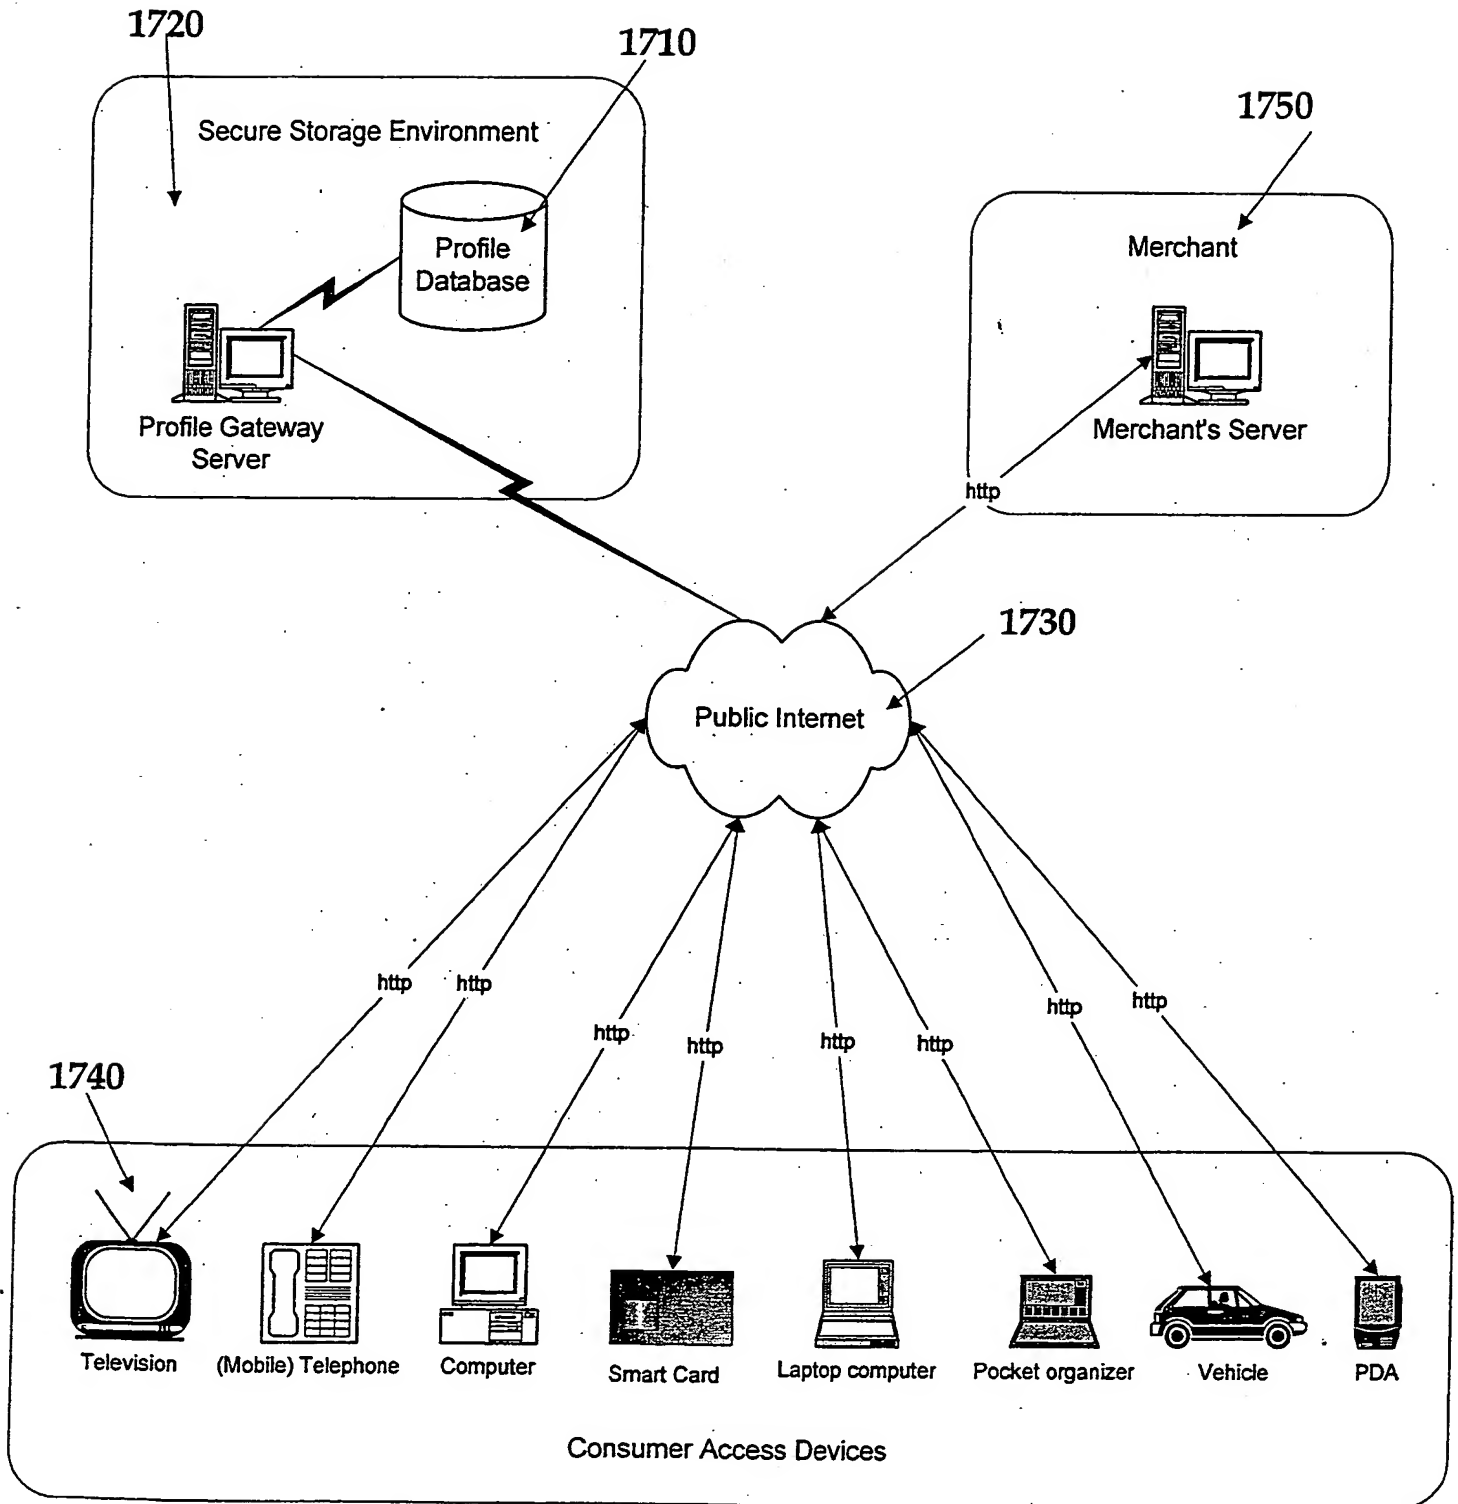 1720
1710
1750
Secure Storage Environment
Profile
Database
Merchant
Profile Gateway
Server
Merchant's Server
http
1730
Public Internet
http
http
http
http
http
http
http
http
1740
Television
(Mobile) Telephone
Computer
Smart Card
Laptop computer
Pocket organizer
Vehicle
PDA
Consumer Access Devices